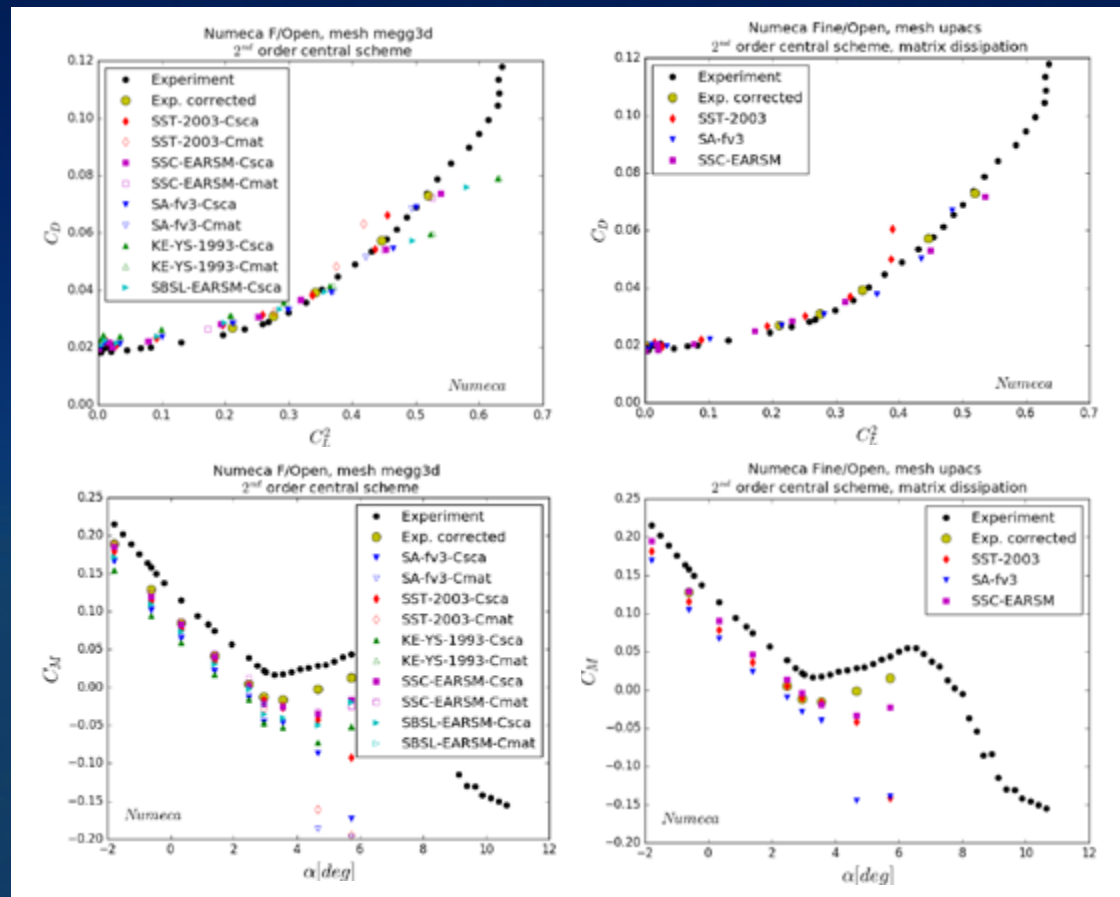 Numeca F/Open, mesh megg3d
2nd order central scheme
0.12
0.10
0.08
0.06
0.04
0.02
0.00
C_D
Experiment
Exp. corrected
SST-2003-Csca
SST-2003-Cmat
SSC-EARSM-Csca
SSC-EARSM-Cmat
SA-fv3-Csca
SA-fv3-Cmat
KE-YS-1993-Csca
KE-YS-1993-Cmat
SBSL-EARSM-Csca
Numeca
0.0 0.1 0.2 0.3 0.4 0.5 0.6 0.7
C_L^2
Numeca Fine/Open, mesh upacs
2nd order central scheme, matrix dissipation
0.12
0.10
0.08
0.06
0.04
0.02
0.00
C_D
Experiment
Exp. corrected
SST-2003
SA-fv3
SSC-EARSM
Numeca
0.0 0.1 0.2 0.3 0.4 0.5 0.6 0.7
C_L^2
Numeca F/Open, mesh megg3d
2nd order central scheme
0.25
0.20
0.15
0.10
0.05
0.00
−0.05
−0.10
−0.15
−0.20
C_M
Experiment
Exp. corrected
SA-fv3-Csca
SA-fv3-Cmat
SST-2003-Csca
SST-2003-Cmat
KE-YS-1993-Csca
KE-YS-1993-Cmat
SSC-EARSM-Csca
SSC-EARSM-Cmat
SBSL-EARSM-Csca
SBSL-EARSM-Cmat
Numeca
−2 0 2 4 6 8 10 12
α[deg]
Numeca Fine/Open, mesh upacs
2nd order central scheme, matrix dissipation
0.25
0.20
0.15
0.10
0.05
0.00
−0.05
−0.10
−0.15
−0.20
C_M
Experiment
Exp. corrected
SST-2003
SA-fv3
SSC-EARSM
Numeca
−2 0 2 4 6 8 10 12
α[deg]